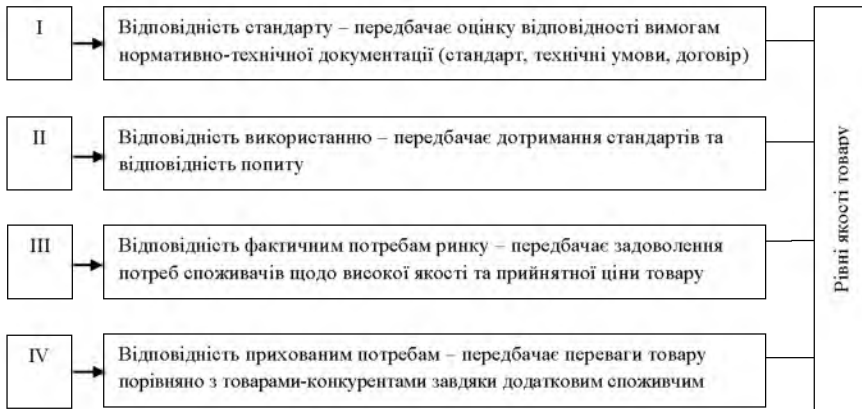 I
Відповідність стандарту – передбачає оцінку відповідності вимогам
нормативно-технічної документації (стандарт, технічні умови, договір)
II
Відповідність використанню – передбачає дотримання стандартів та
відповідність попиту
III
Відповідність фактичним потребам ринку – передбачає задоволення
потреб споживачів щодо високої якості та прийнятної ціни товару
IV
Відповідність прихованим потребам – передбачає переваги товару
порівняно з товарами-конкурентами завдяки додатковим споживчим
Рівні якості товару